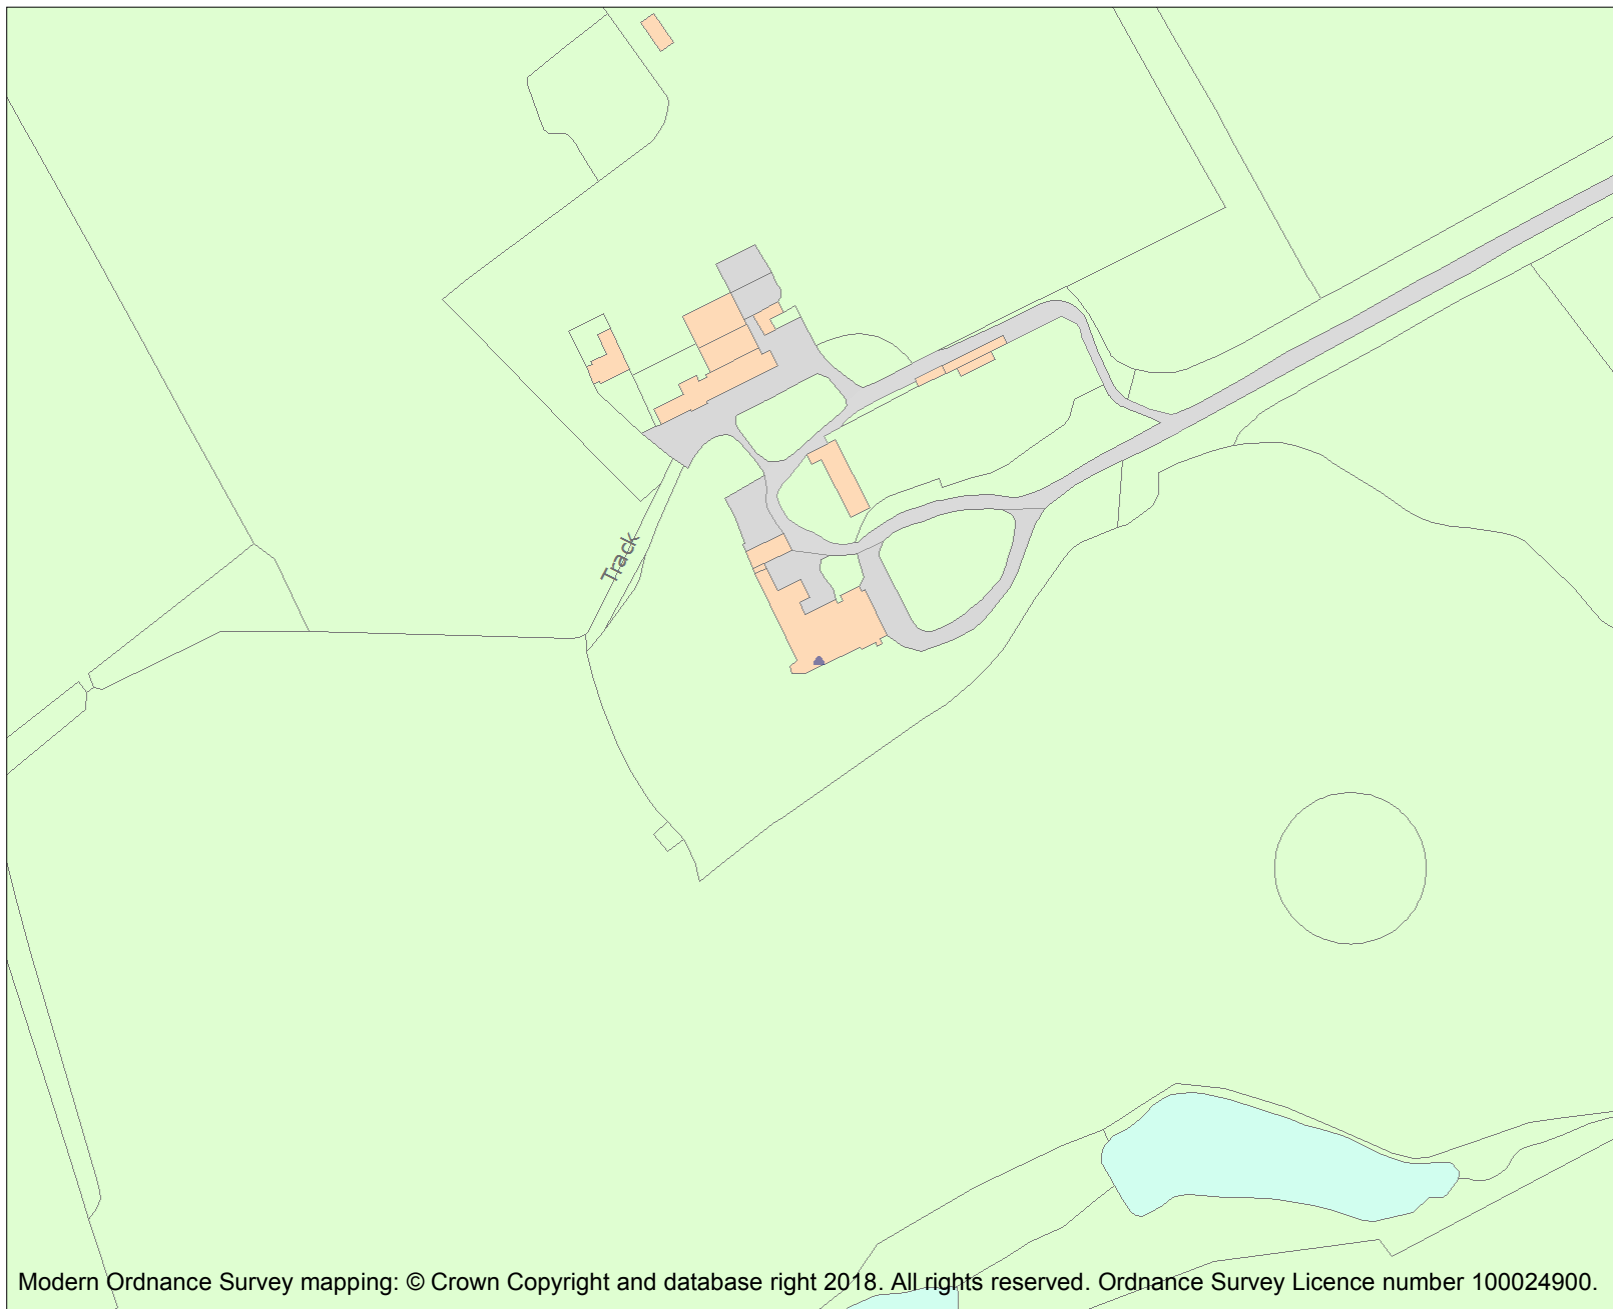 Track
Modern Ordnance Survey mapping: © Crown Copyright and database right 2018. All rights reserved. Ordnance Survey Licence number 100024900.